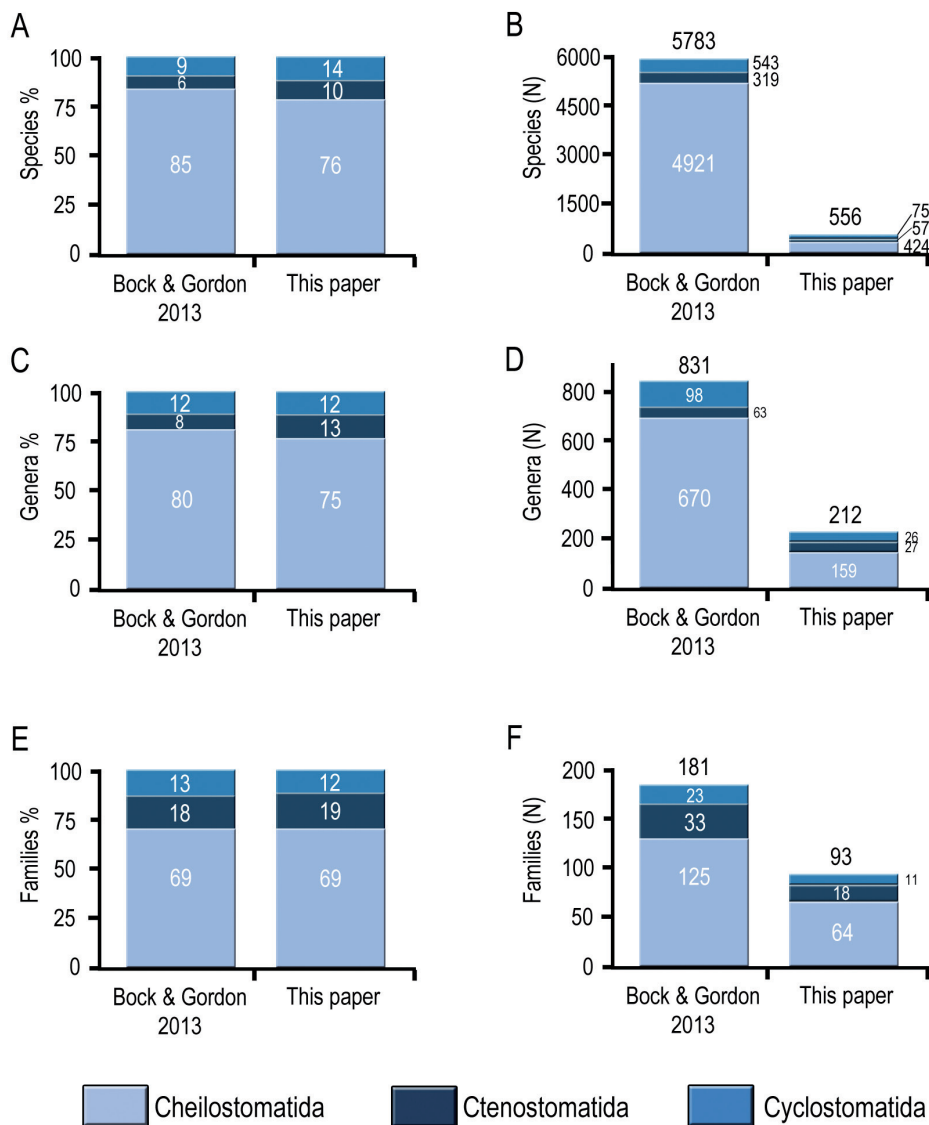 A
Species %
100
75
50
25
0
9
6
85
14
10
76
Bock & Gordon
2013
This paper
B
Species (N)
6000
4500
3000
1500
0
5783
543
319
4921
556
75
57
424
Bock & Gordon
2013
This paper
C
Genera %
100
75
50
25
0
12
8
80
12
13
75
Bock & Gordon
2013
This paper
D
Genera (N)
800
600
400
200
0
831
98
63
670
212
26
27
159
Bock & Gordon
2013
This paper
E
Families %
100
75
50
25
0
13
18
69
12
19
69
Bock & Gordon
2013
This paper
F
Families (N)
200
150
100
50
0
181
23
33
125
93
11
18
64
Bock & Gordon
2013
This paper
Cheilostomatida
Ctenostomatida
Cyclostomatida